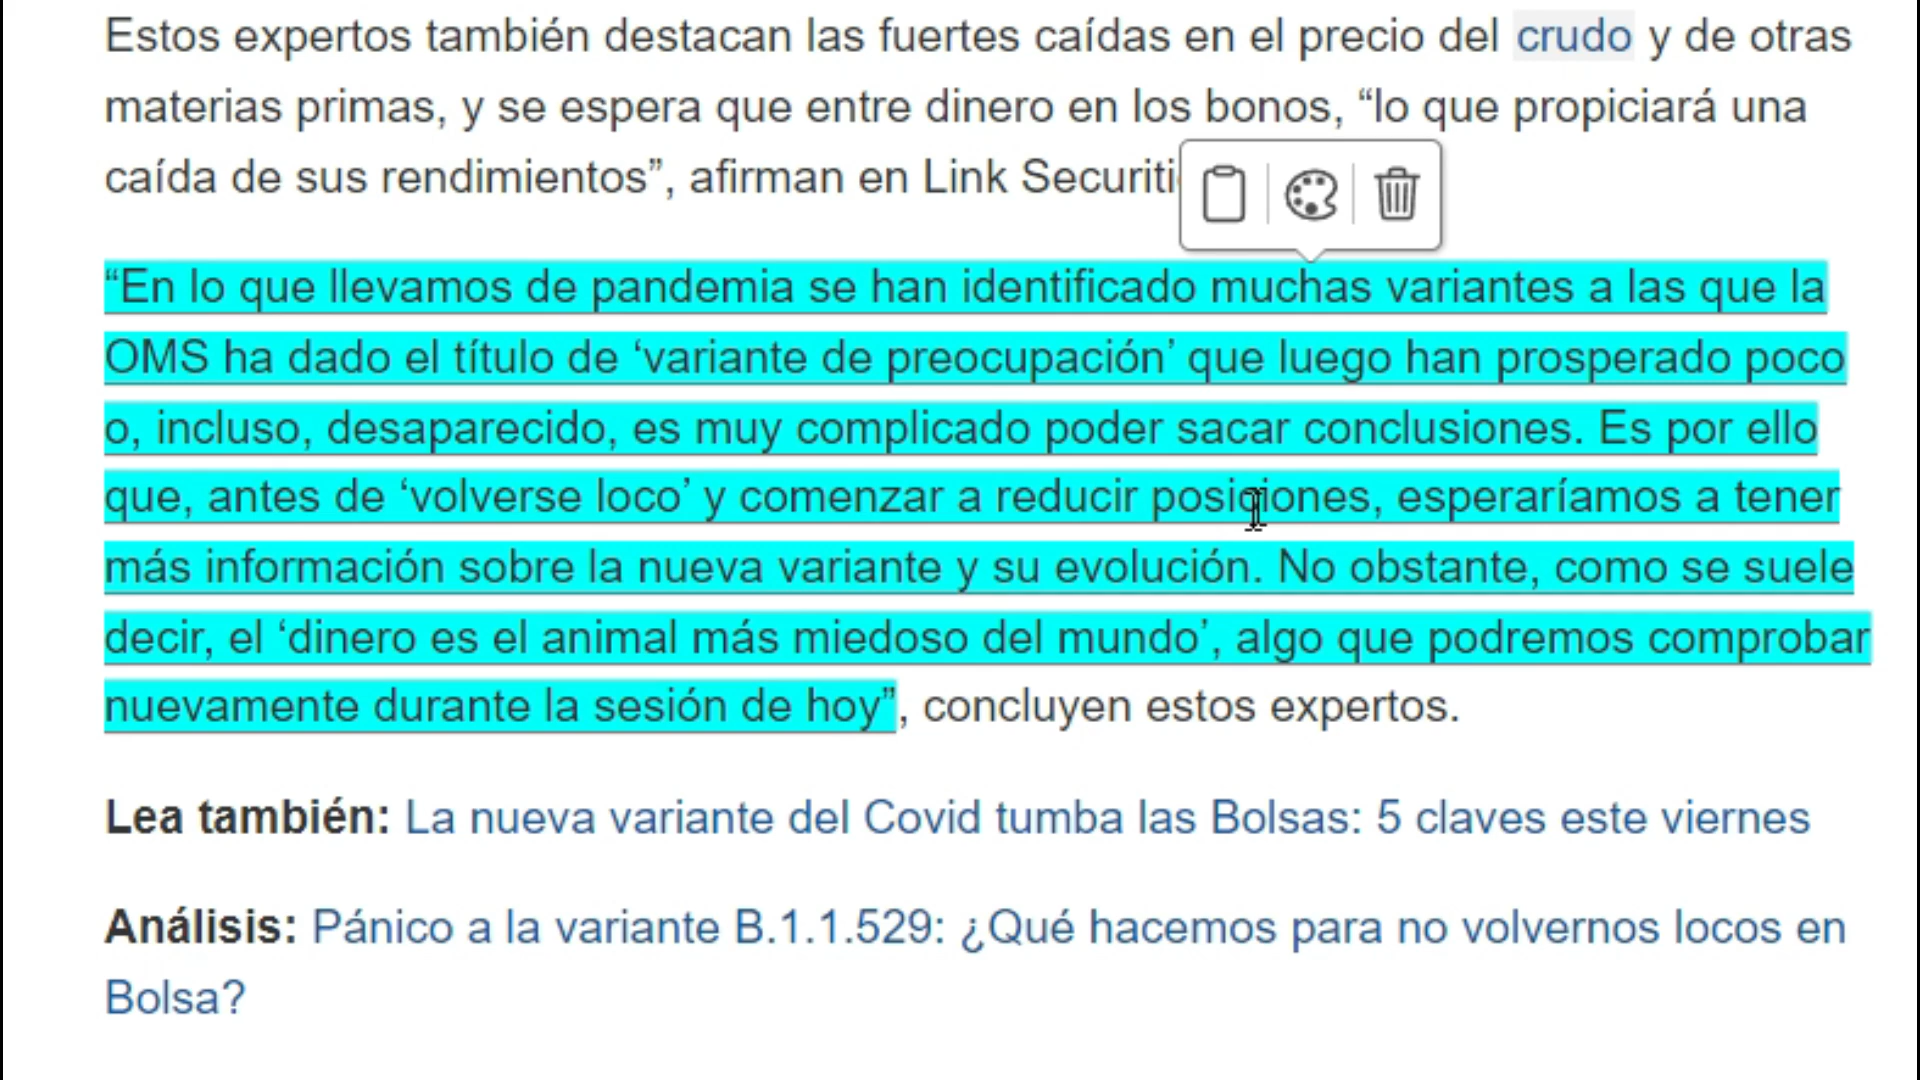 Estos expertos también destacan las fuertes caídas en el precio del crudo y de otras
materias primas, y se espera que entre dinero en los bonos, “lo que propiciará una
caída de sus rendimientos”, afirman en Link
“En lo que llevamos de pandemia se han identificado muchas variantes a las que la
OMS ha dado el título de ‘variante de preocupación’ que luego han prosperado poco
o, incluso, desaparecido, es muy complicado poder sacar conclusiones. Es por ello
que, antes de ‘volverse loco’ y comenzar a reducir posiciones, esperaríamos a tener
más información sobre la nueva variante y su evolución. No obstante, como se suele
decir, el ‘dinero es el animal más miedoso del mundo’, algo que podremos comprobar
nuevamente durante la sesión de hoy”, concluyen estos expertos.
Lea también: La nueva variante del Covid tumba las Bolsas: 5 claves este viernes
Análisis: Pánico a la variante B.1.1.529: ¿Qué hacemos para no volvernos locos en
Bolsa?